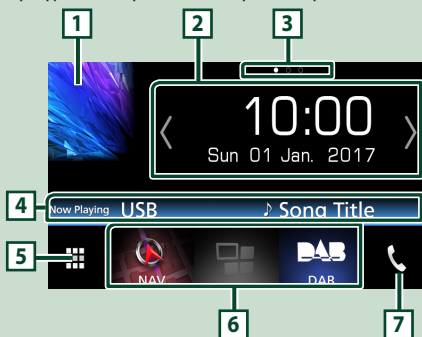 1 2 3
10:00
Sun 01 Jan. 2017
4 Now Playing USB ♪ Song Title
5
DAB
NAV DAB
6 7